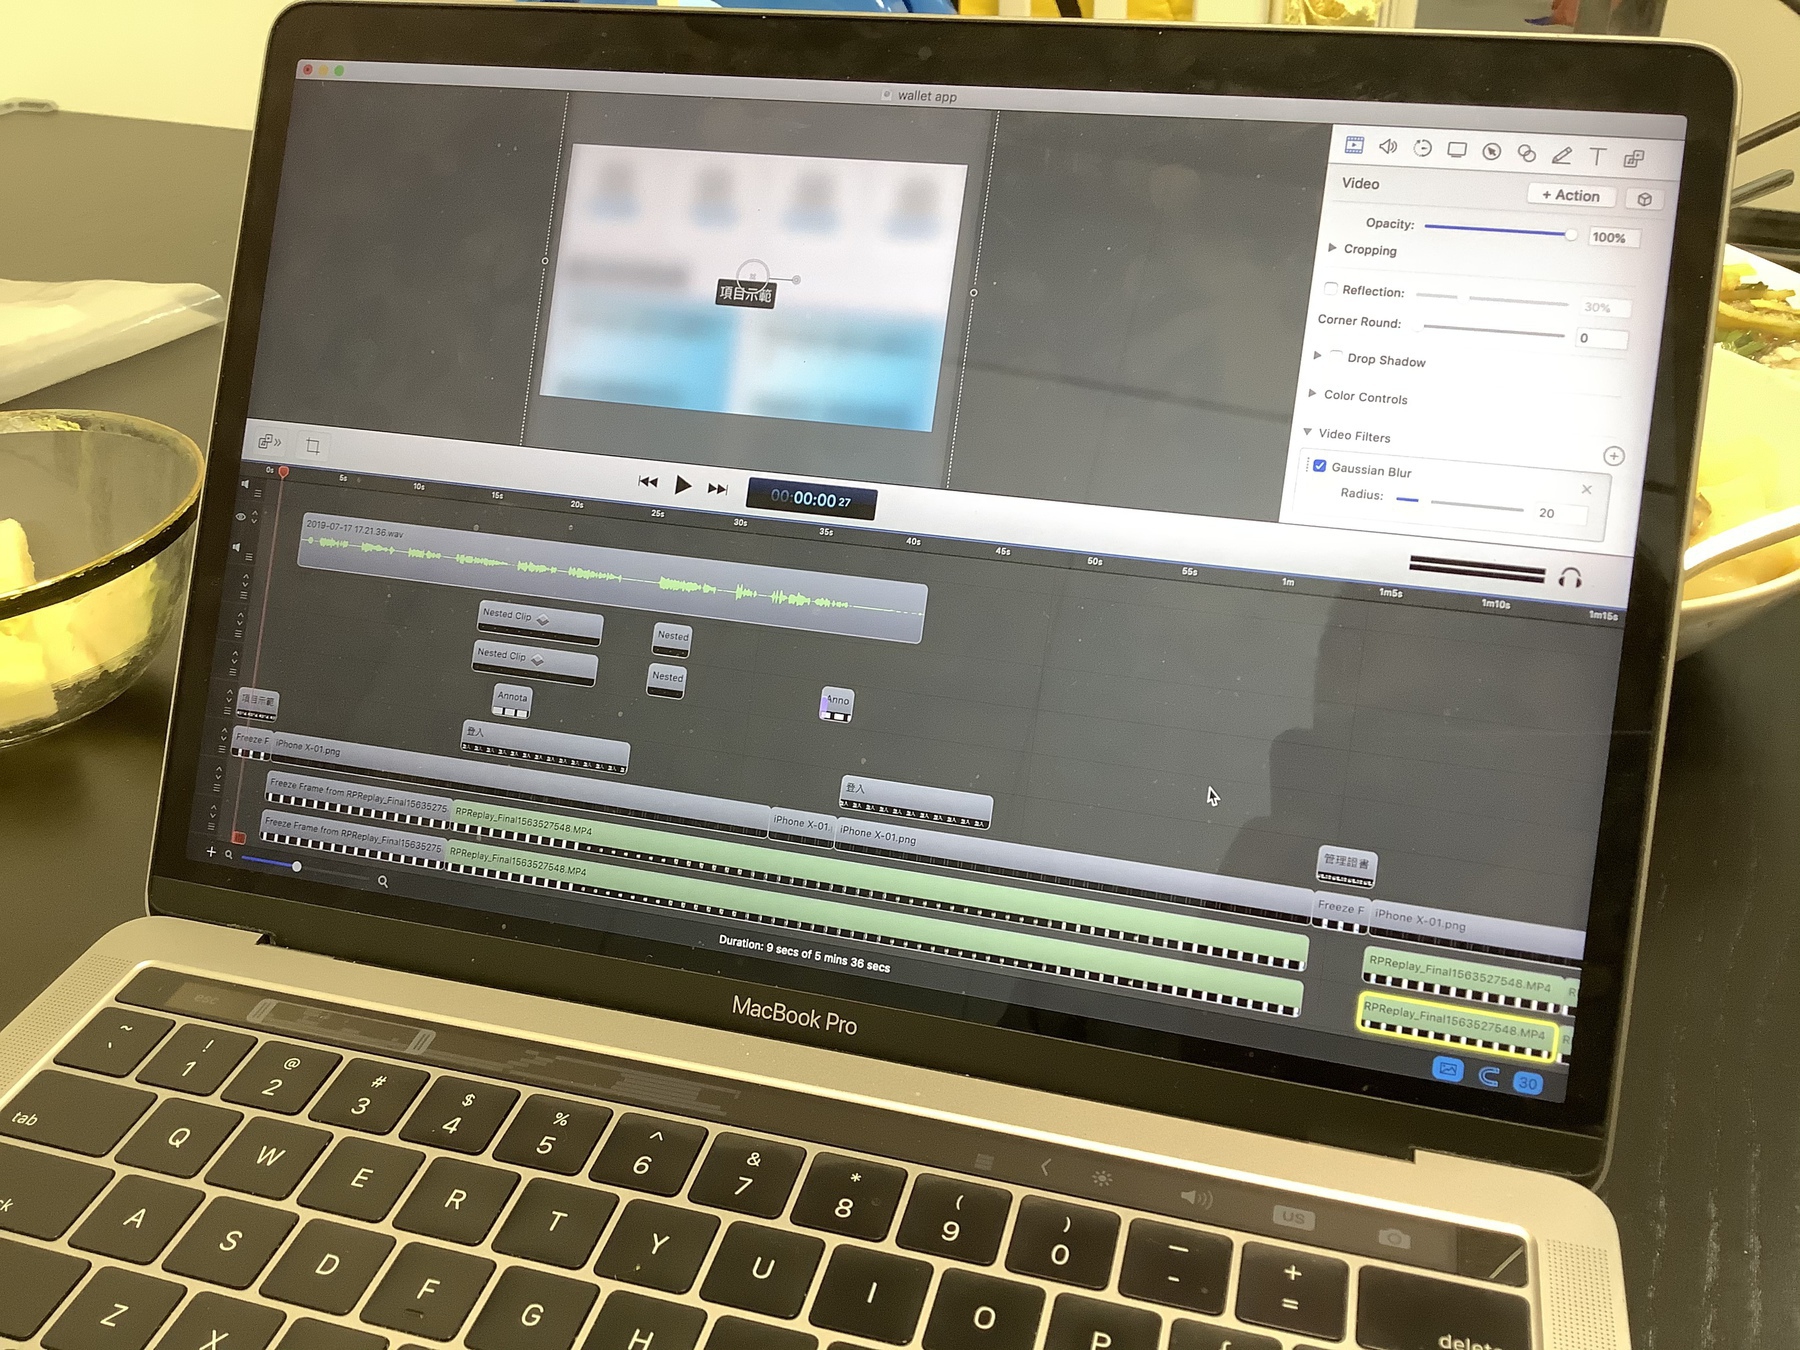 wallet app
Video
+ Action
Opacity:
100%
Cropping
Reflection:
30%
Corner Round:
0
Drop Shadow
Color Controls
Video Filters
Gaussian Blur
Radius:
20
項目示範
00:00:00 27
0s
5s
10s
15s
20s
25s
30s
35s
40s
45s
50s
55s
1m
1m5s
1m10s
1m15s
2019-07-17 17.21.36.wav
Nested Clip
Nested
Nested Clip
Nested
Annota
Anno
項目示範
登入
登入
Freeze F
iPhone X-01.png
iPhone X-01.
iPhone X-01.png
管理證書
Freeze F
iPhone X-01.png
Freeze Frame from RPReplay_Final15635275
RPReplay_Final1563527548.MP4
RPReplay_Final1563527548.MP4
Freeze Frame from RPReplay_Final15635275
RPReplay_Final1563527548.MP4
RPReplay_Final1563527548.MP4
Duration: 9 secs of 5 mins 36 secs
30
MacBook Pro
esc
US
~ `
! 1
@ 2
# 3
$ 4
% 5
^ 6
& 7
* 8
( 9
) 0
— -
+ =
delete
tab
Q W E R T Y U I O P
A S D F G H
Z X